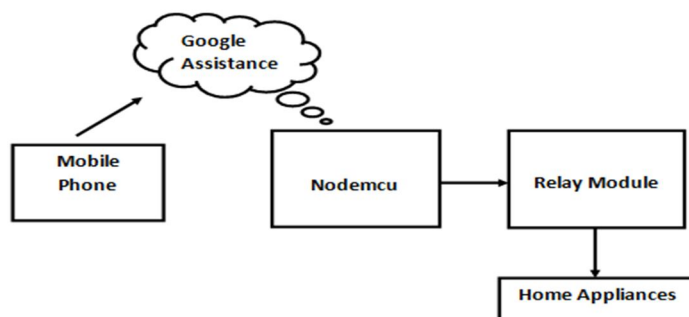 Google
Assistance
Mobile
Phone
Nodemcu
Relay Module
Home Appliances